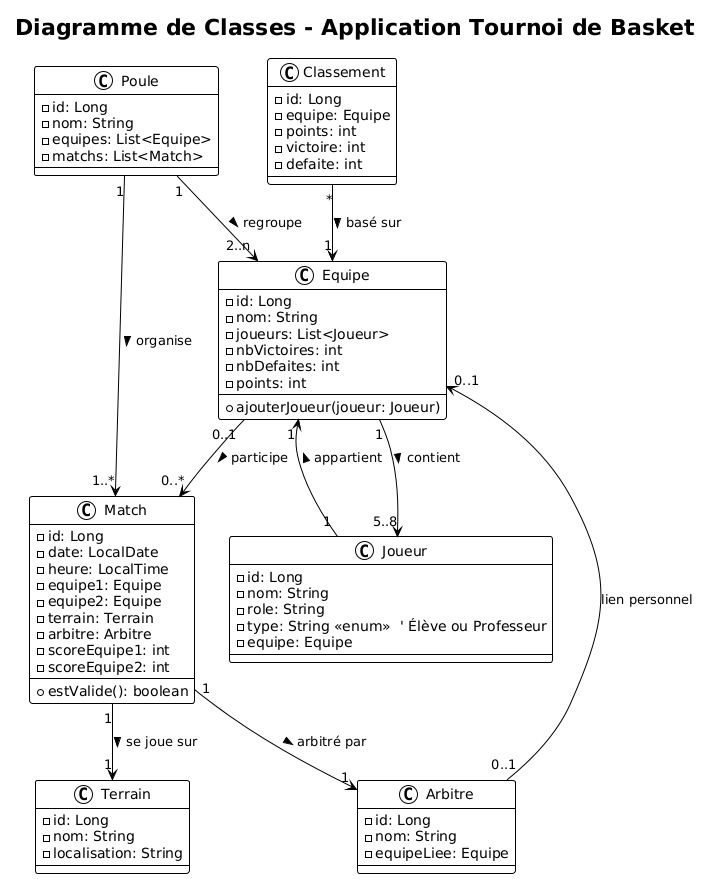 Diagramme de Classes - Application Tournoi de Basket
C Poule
id: Long
nom: String
equipes: List<Equipe>
matchs: List<Match>
C Classement
id: Long
equipe: Equipe
points: int
victoire: int
defaite: int
1
1
*
regroupe
basé sur
2..n
1
C Equipe
id: Long
nom: String
joueurs: List<Joueur>
nbVictoires: int
nbDefaites: int
points: int
ajouterJoueur(joueur: Joueur)
organise
0..1
0..1
1
1
participe
appartient
contient
1..*
0..*
1
5..8
C Match
id: Long
date: LocalDate
heure: LocalTime
equipe1: Equipe
equipe2: Equipe
terrain: Terrain
arbitre: Arbitre
scoreEquipe1: int
scoreEquipe2: int
estValide(): boolean
C Joueur
id: Long
nom: String
role: String
type: String «enum» ' Élève ou Professeur
equipe: Equipe
lien personnel
1
1
se joue sur
arbitré par
1
1
0..1
C Terrain
id: Long
nom: String
localisation: String
C Arbitre
id: Long
nom: String
equipeLiee: Equipe